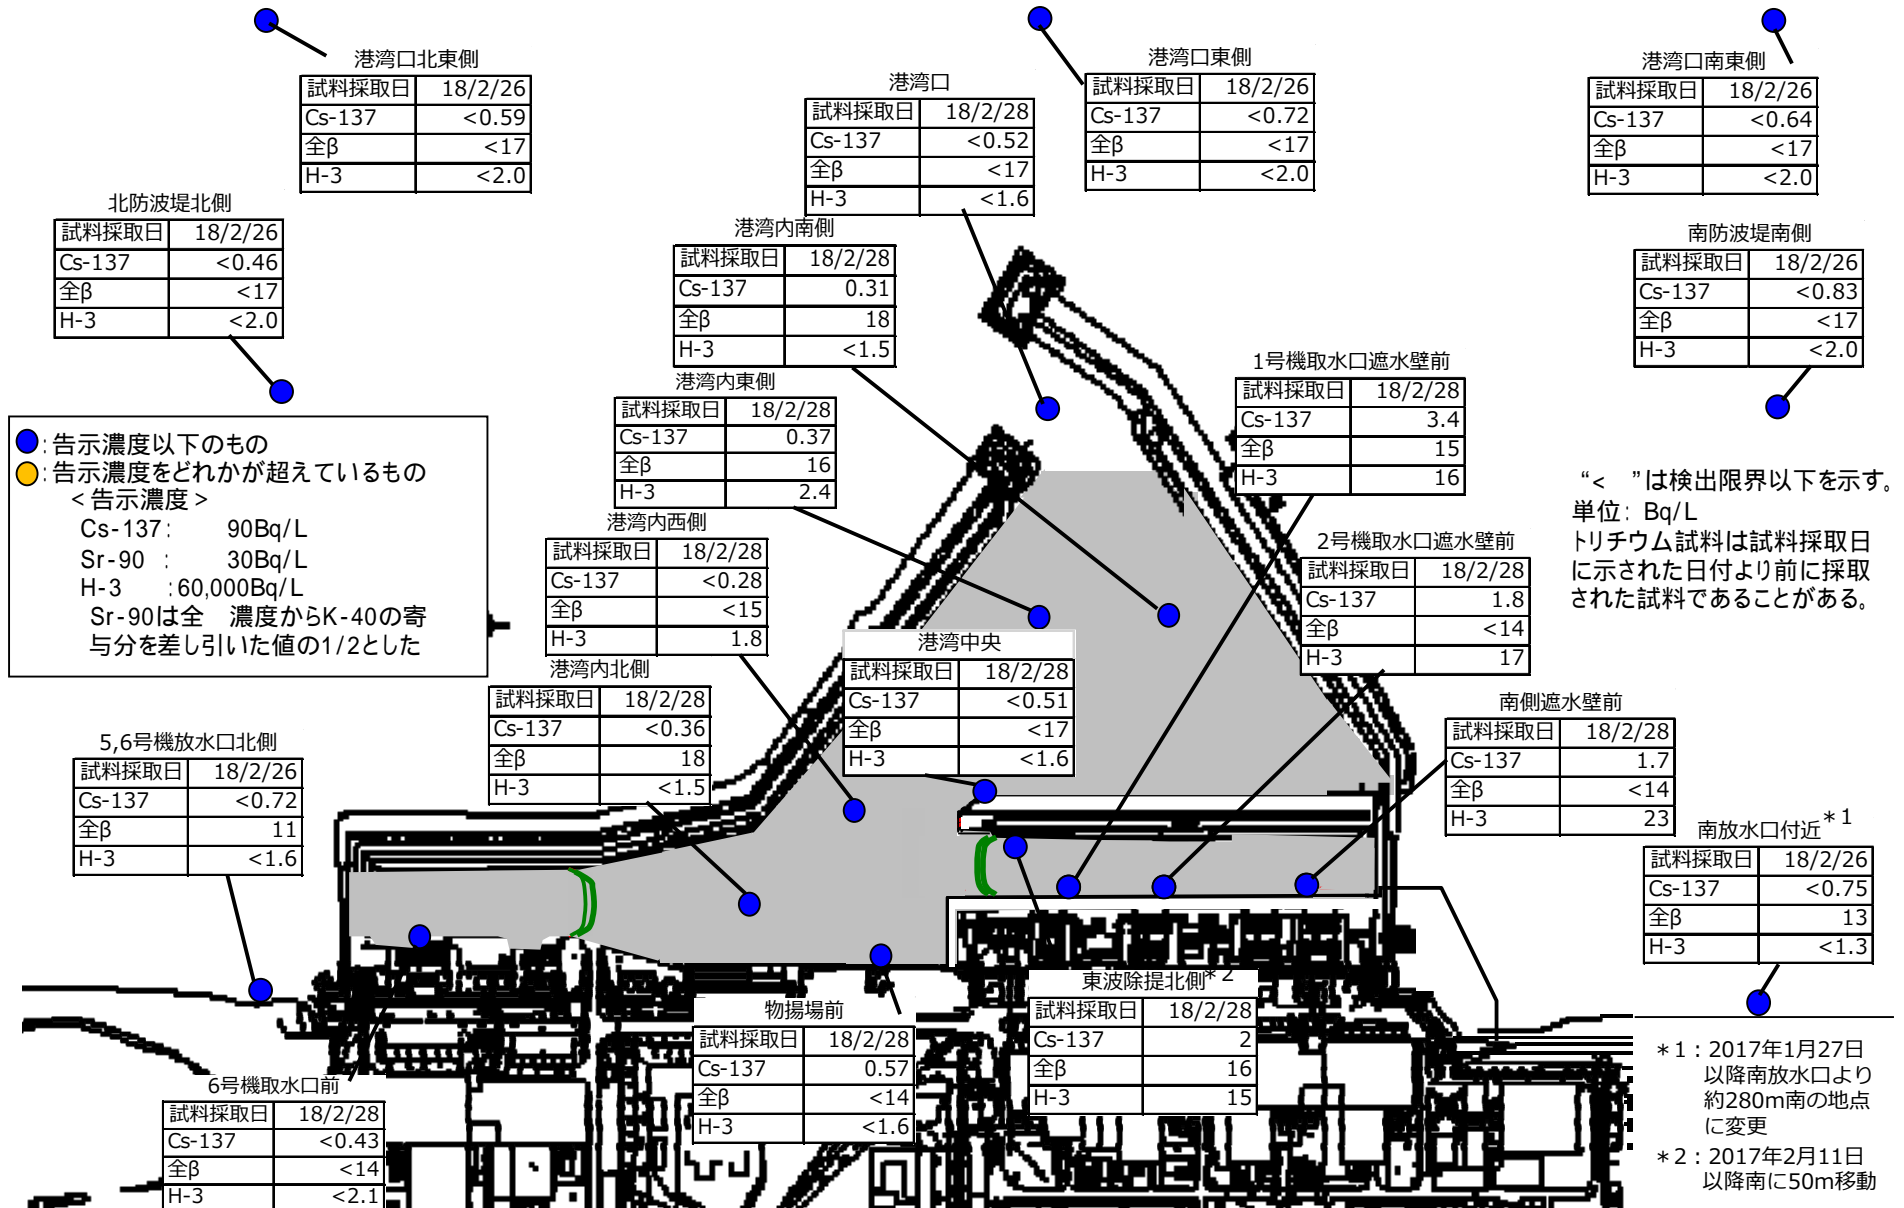 港湾口北東側
試料採取日 18/2/26
Cs-137 <0.59
全β <17
H-3 <2.0
港湾口
試料採取日 18/2/28
Cs-137 <0.52
全β <17
H-3 <1.6
港湾口東側
試料採取日 18/2/26
Cs-137 <0.72
全β <17
H-3 <2.0
港湾口南東側
試料採取日 18/2/26
Cs-137 <0.64
全β <17
H-3 <2.0
北防波堤北側
試料採取日 18/2/26
Cs-137 <0.46
全β <17
H-3 <2.0
港湾内南側
試料採取日 18/2/28
Cs-137 0.31
全β 18
H-3 <1.5
南防波堤南側
試料採取日 18/2/26
Cs-137 <0.83
全β <17
H-3 <2.0
港湾内東側
試料採取日 18/2/28
Cs-137 0.37
全β 16
H-3 2.4
1号機取水口遮水壁前
試料採取日 18/2/28
Cs-137 3.4
全β 15
H-3 16
:告示濃度以下のもの
:告示濃度をどれかが超えているもの
<告示濃度>
Cs-137: 90Bq/L
Sr-90 : 30Bq/L
H-3 :60,000Bq/L
Sr-90は全 濃度からK-40の寄
与分を差し引いた値の1/2とした
“< ”は検出限界以下を示す。
単位: Bq/L
トリチウム試料は試料採取日
に示された日付より前に採取
された試料であることがある。
港湾内西側
試料採取日 18/2/28
Cs-137 <0.28
全β <15
H-3 1.8
2号機取水口遮水壁前
試料採取日 18/2/28
Cs-137 1.8
全β <14
H-3 17
港湾中央
試料採取日 18/2/28
Cs-137 <0.51
全β <17
H-3 <1.6
港湾内北側
試料採取日 18/2/28
Cs-137 <0.36
全β 18
H-3 <1.5
南側遮水壁前
試料採取日 18/2/28
Cs-137 1.7
全β <14
H-3 23
5,6号機放水口北側
試料採取日 18/2/26
Cs-137 <0.72
全β 11
H-3 <1.6
南放水口付近*1
試料採取日 18/2/26
Cs-137 <0.75
全β 13
H-3 <1.3
物揚場前
試料採取日 18/2/28
Cs-137 0.57
全β <14
H-3 <1.6
東波除提北側*2
試料採取日 18/2/28
Cs-137 2
全β 16
H-3 15
6号機取水口前
試料採取日 18/2/28
Cs-137 <0.43
全β <14
H-3 <2.1
*1:2017年1月27日
以降南放水口より
約280m南の地点
に変更
*2:2017年2月11日
以降南に50m移動